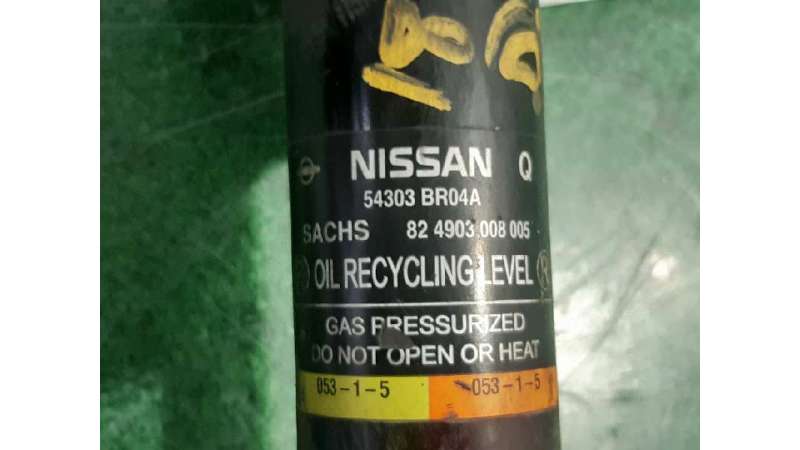 18
NISSAN Q
54303 BR04A
SACHS 82 4903 008 005
OIL RECYCLING LEVEL
GAS PRESSURIZED
DO NOT OPEN OR HEAT
053-1-5 053-1-5